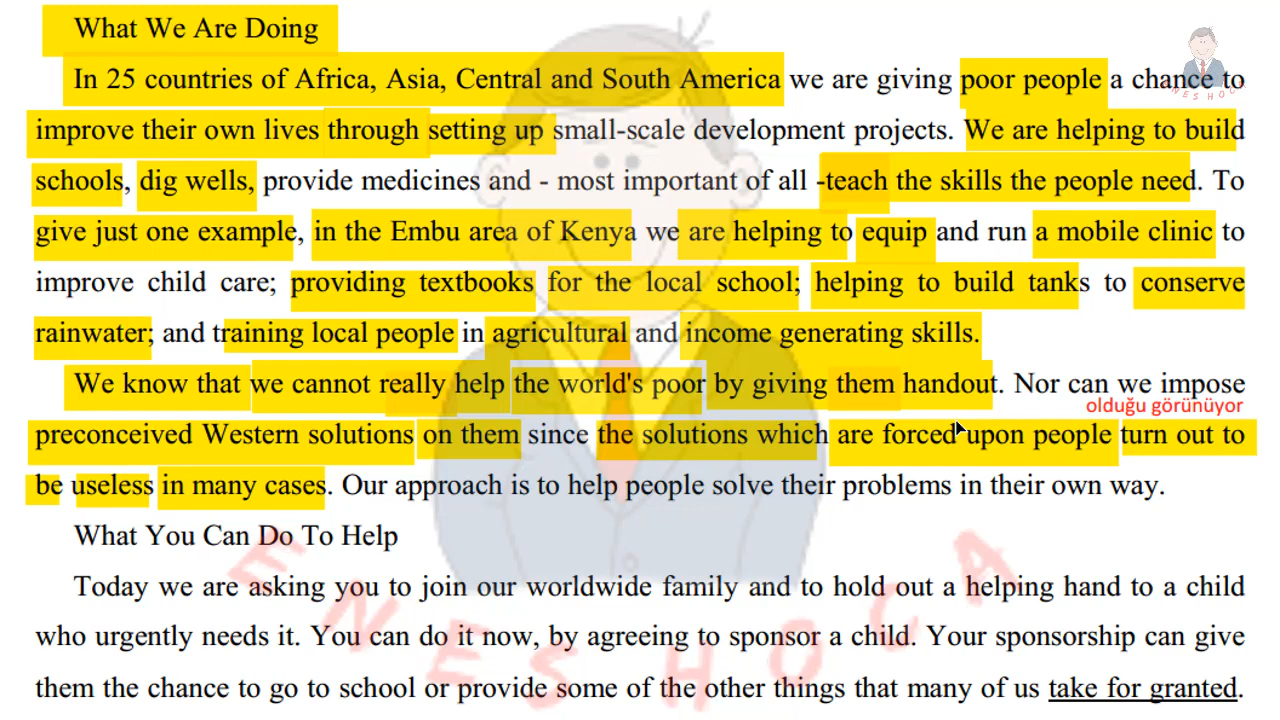 What We Are Doing
In 25 countries of Africa, Asia, Central and South America we are giving poor people a chance to
improve their own lives through setting up small-scale development projects. We are helping to build
schools, dig wells, provide medicines and - most important of all -teach the skills the people need. To
give just one example, in the Embu area of Kenya we are helping to equip and run a mobile clinic to
improve child care; providing textbooks for the local school; helping to build tanks to conserve
rainwater; and training local people in agricultural and income generating skills.
We know that we cannot really help the world's poor by giving them handout. Nor can we impose
olduğu görünüyor
preconceived Western solutions on them since the solutions which are forced upon people turn out to
be useless in many cases. Our approach is to help people solve their problems in their own way.
What You Can Do To Help
Today we are asking you to join our worldwide family and to hold out a helping hand to a child
who urgently needs it. You can do it now, by agreeing to sponsor a child. Your sponsorship can give
them the chance to go to school or provide some of the other things that many of us take for granted.
ENESHOCA
ENESHOCA